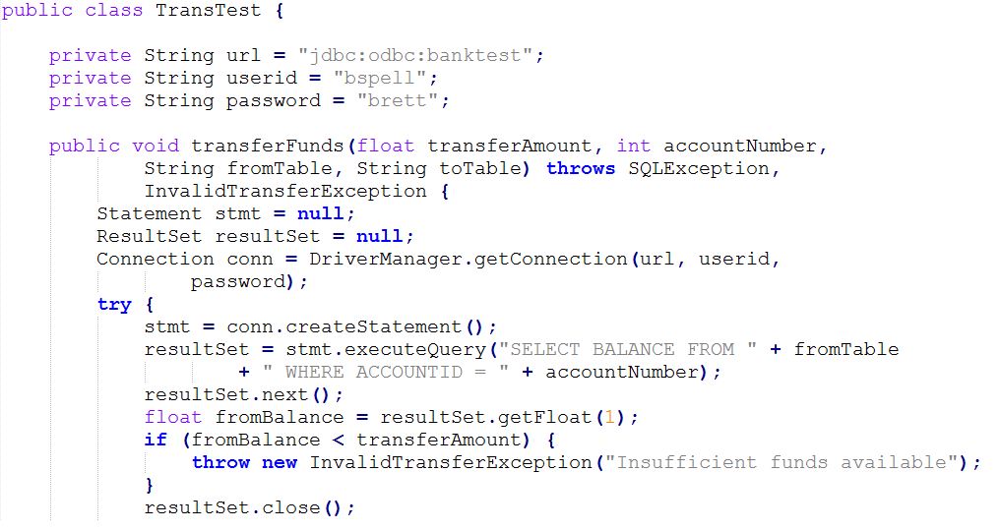 public class TransTest {
private String url = "jdbc:odbc:banktest";
private String userid = "bspell";
private String password = "brett";
public void transferFunds(float transferAmount, int accountNumber,
String fromTable, String toTable) throws SQLException,
InvalidTransferException {
Statement stmt = null;
ResultSet resultSet = null;
Connection conn = DriverManager.getConnection(url, userid,
password);
try {
stmt = conn.createStatement();
resultSet = stmt.executeQuery("SELECT BALANCE FROM " + fromTable
+ " WHERE ACCOUNTID = " + accountNumber);
resultSet.next();
float fromBalance = resultSet.getFloat(1);
if (fromBalance < transferAmount) {
throw new InvalidTransferException("Insufficient funds available");
}
resultSet.close();